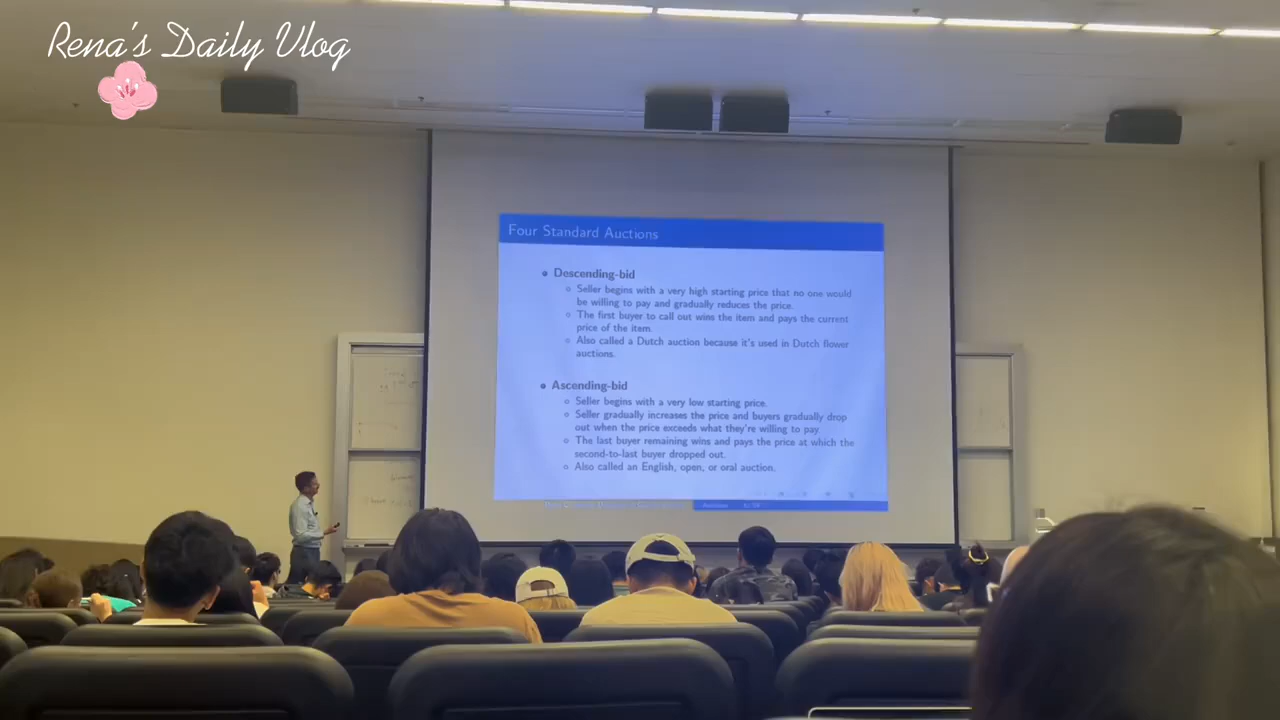 Rena's Daily Vlog
Four Standard Auctions
Descending-bid
Seller begins with a very high starting price that no one would
be willing to pay and gradually reduces the price.
The first buyer to call out wins the item and pays the current
price of the item.
Also called a Dutch auction because it's used in Dutch flower
auctions.
Ascending-bid
Seller begins with a very low starting price.
Seller gradually increases the price and buyers gradually drop
out when the price exceeds what they're willing to pay
The last buyer remaining wins and pays the price at which the
second-to-last buyer dropped out.
Also called an English, open, or oral auction.